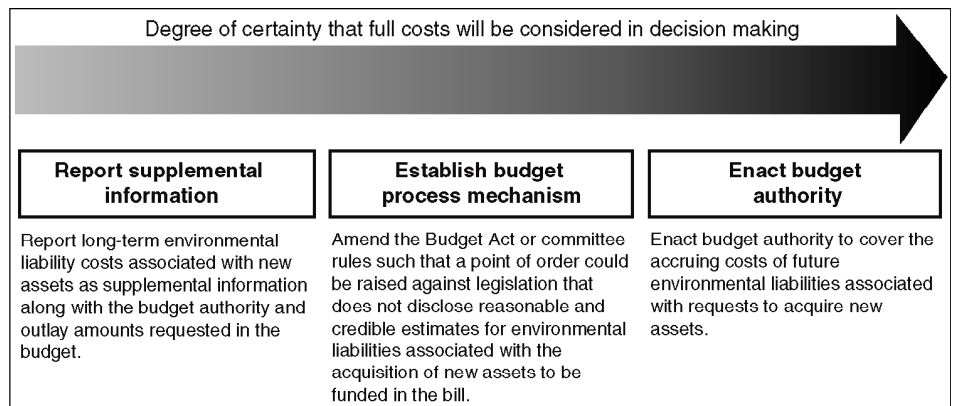 Degree of certainty that full costs will be considered in decision making
Report supplemental
information
Report long-term environmental
liability costs associated with new
assets as supplemental information
along with the budget authority and
outlay amounts requested in the
budget.
Establish budget
process mechanism
Amend the Budget Act or committee
rules such that a point of order could
be raised against legislation that
does not disclose reasonable and
credible estimates for environmental
liabilities associated with the
acquisition of new assets to be
funded in the bill.
Enact budget
authority
Enact budget authority to cover the
accruing costs of future
environmental liabilities associated
with requests to acquire new
assets.